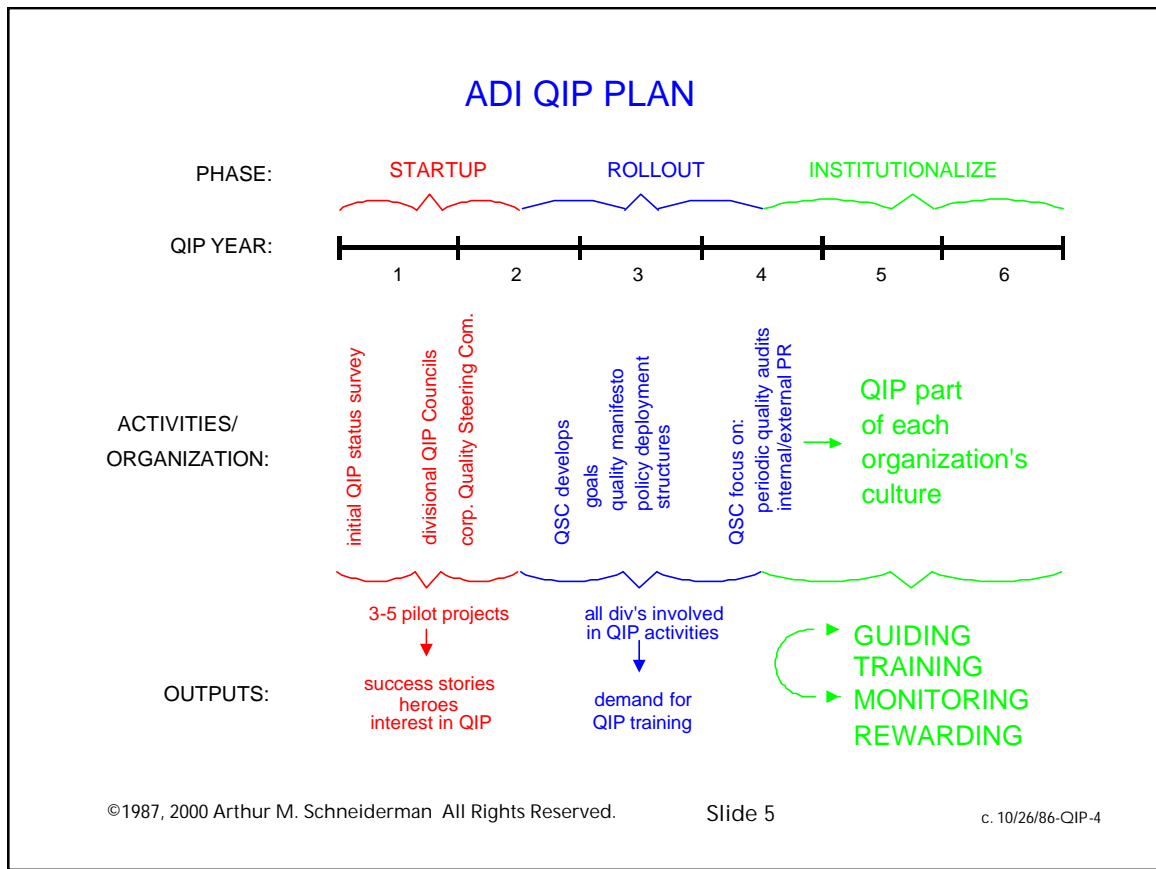 ADI QIP PLAN
PHASE:
STARTUP
ROLLOUT
INSTITUTIONALIZE
QIP YEAR:
1
2
3
4
5
6
ACTIVITIES/
ORGANIZATION:
initial QIP status survey
divisional QIP Councils
corp. Quality Steering Com.
QSC develops
goals
quality manifesto
policy deployment
structures
QSC focus on:
periodic quality audits
internal/external PR
QIP part
of each
organization's
culture
OUTPUTS:
3-5 pilot projects
success stories
heroes
interest in QIP
all div's involved
in QIP activities
demand for
QIP training
GUIDING
TRAINING
MONITORING
REWARDING
©1987, 2000 Arthur M. Schneiderman All Rights Reserved.
Slide 5
c. 10/26/86-QIP-4